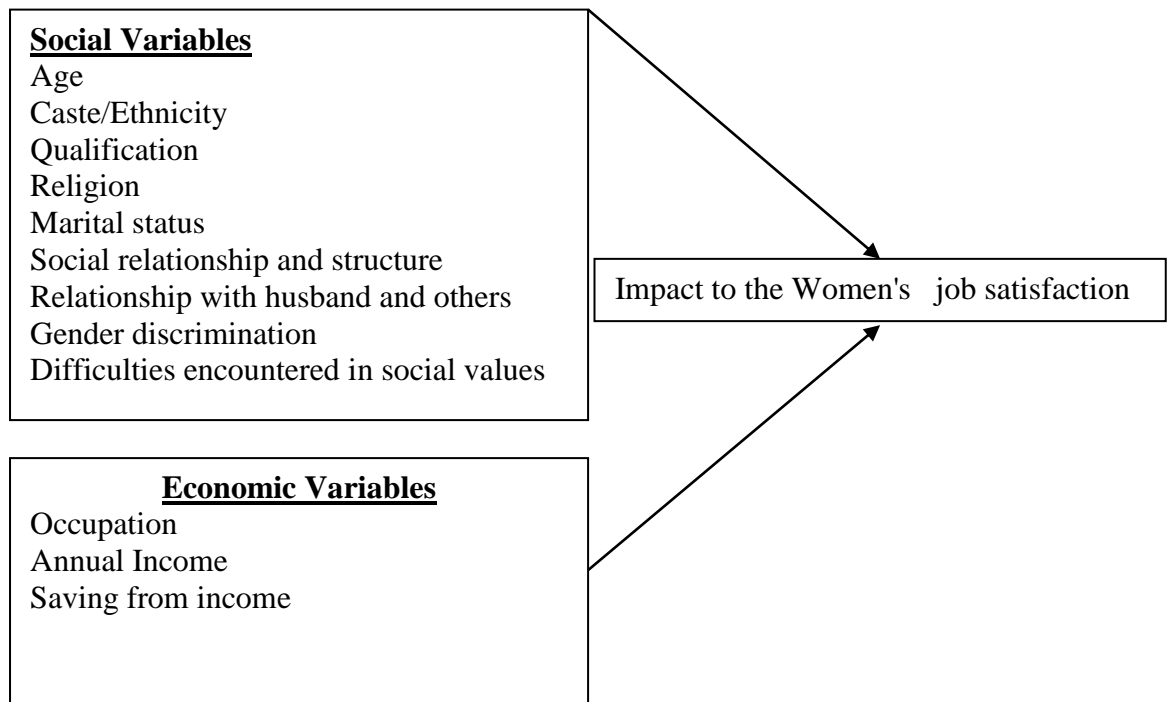 Social Variables
Age
Caste/Ethnicity
Qualification
Religion
Marital status
Social relationship and structure
Relationship with husband and others
Gender discrimination
Difficulties encountered in social values
Impact to the Women's job satisfaction
Economic Variables
Occupation
Annual Income
Saving from income